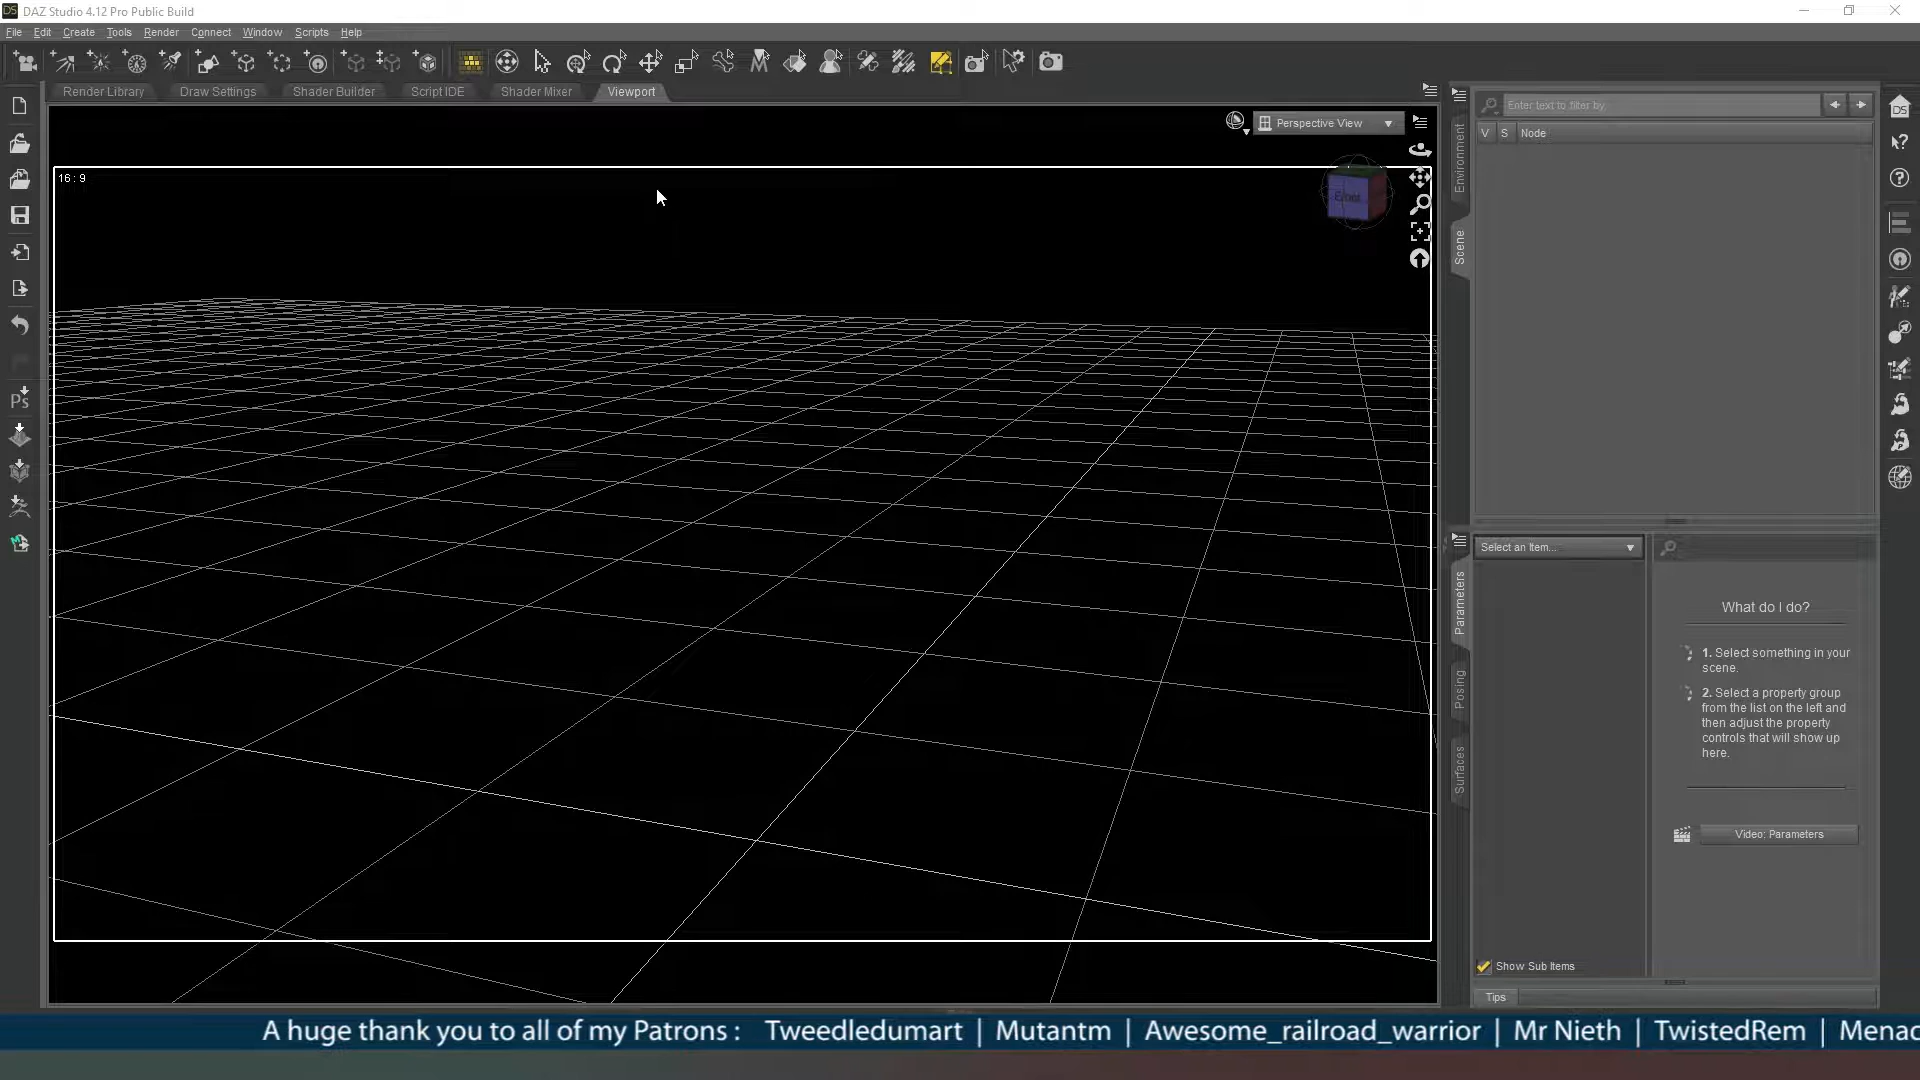 DAZ Studio 4.12 Pro Public Build
File Edit Create Tools Render Connect Window Scripts Help
Render Library Draw Settings Shader Builder Script IDE Shader Mixer Viewport
Perspective View
16 : 9
Front
Enter text to filter by.
V S Node
Environment
Scene
Select an Item...
Parameters
Posing
Surfaces
What do I do?
1. Select something in your
scene.
2. Select a property group
from the list on the left and
then adjust the property
controls that will show up
here.
Video: Parameters
Show Sub Items
Tips
Ps
DS
A huge thank you to all of my Patrons : Tweedledumart | Mutantm | Awesome_railroad_warrior | Mr Nieth | TwistedRem | Menac